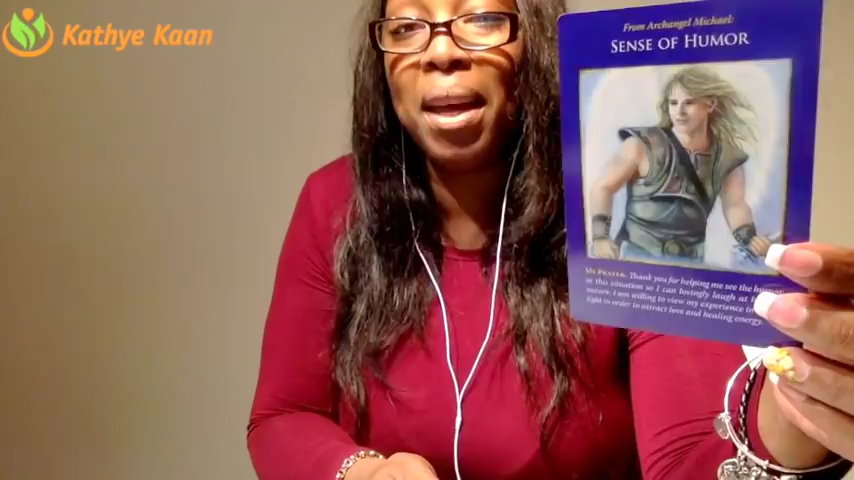 Kathye Kaan
From Archangel Michael:
SENSE OF HUMOR
MY PRAYER: Thank you for helping me see the humor
in this situation so I can lovingly laugh at
nature. I am willing to view my experience in
light in order to attract love and healing energy.